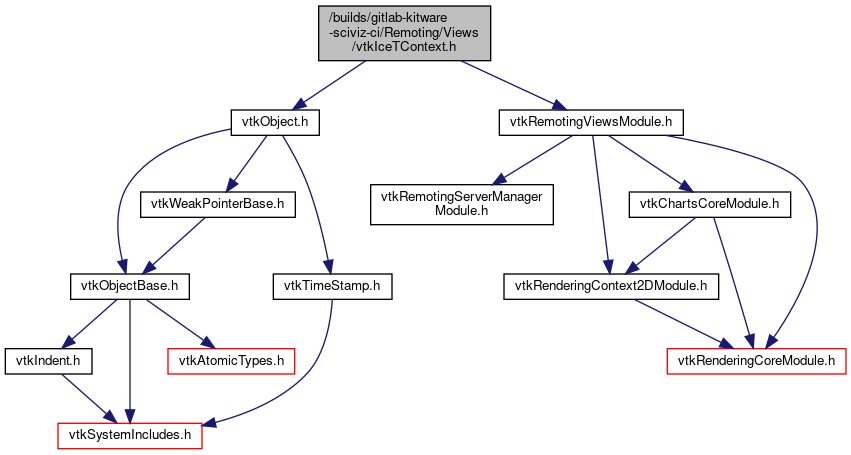 /builds/gitlab-kitware
-sciviz-ci/Remoting/Views
/vtkIceTContext.h
vtkObject.h
vtkRemotingViewsModule.h
vtkWeakPointerBase.h
vtkRemotingServerManager
Module.h
vtkChartsCoreModule.h
vtkObjectBase.h
vtkTimeStamp.h
vtkRenderingContext2DModule.h
vtkIndent.h
vtkAtomicTypes.h
vtkRenderingCoreModule.h
vtkSystemIncludes.h